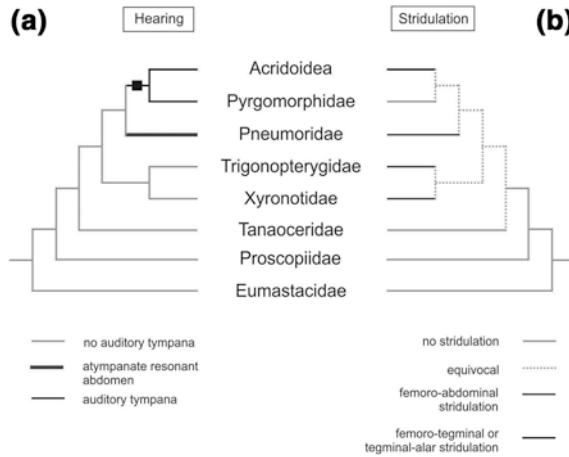 (a)
Hearing
Stridulation
(b)
Acridoidea
Pyrgomorphidae
Pneumoridae
Trigonopterygidae
Xyronotidae
Tanaoceridae
Proscopiidae
Eumastacidae
no auditory tympana
atympanate resonant
abdomen
auditory tympana
no stridulation
equivocal
femoro-abdominal
stridulation
femoro-tegminal or
tegminal-alar stridulation